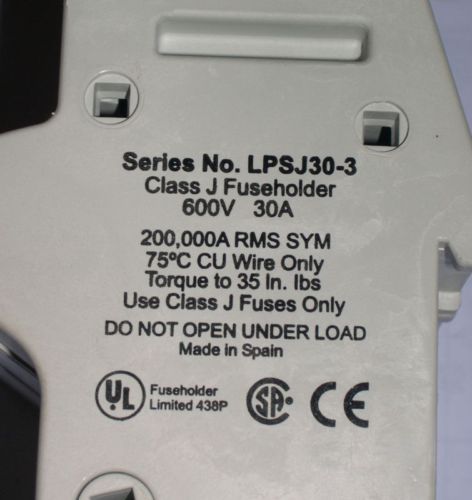 Series No. LPSJ30-3
Class J Fuseholder
600V 30A
200,000A RMS SYM
75ºC CU Wire Only
Torque to 35 In. lbs
Use Class J Fuses Only
DO NOT OPEN UNDER LOAD
Made in Spain
UL
Fuseholder
Limited 438P
SA
CE